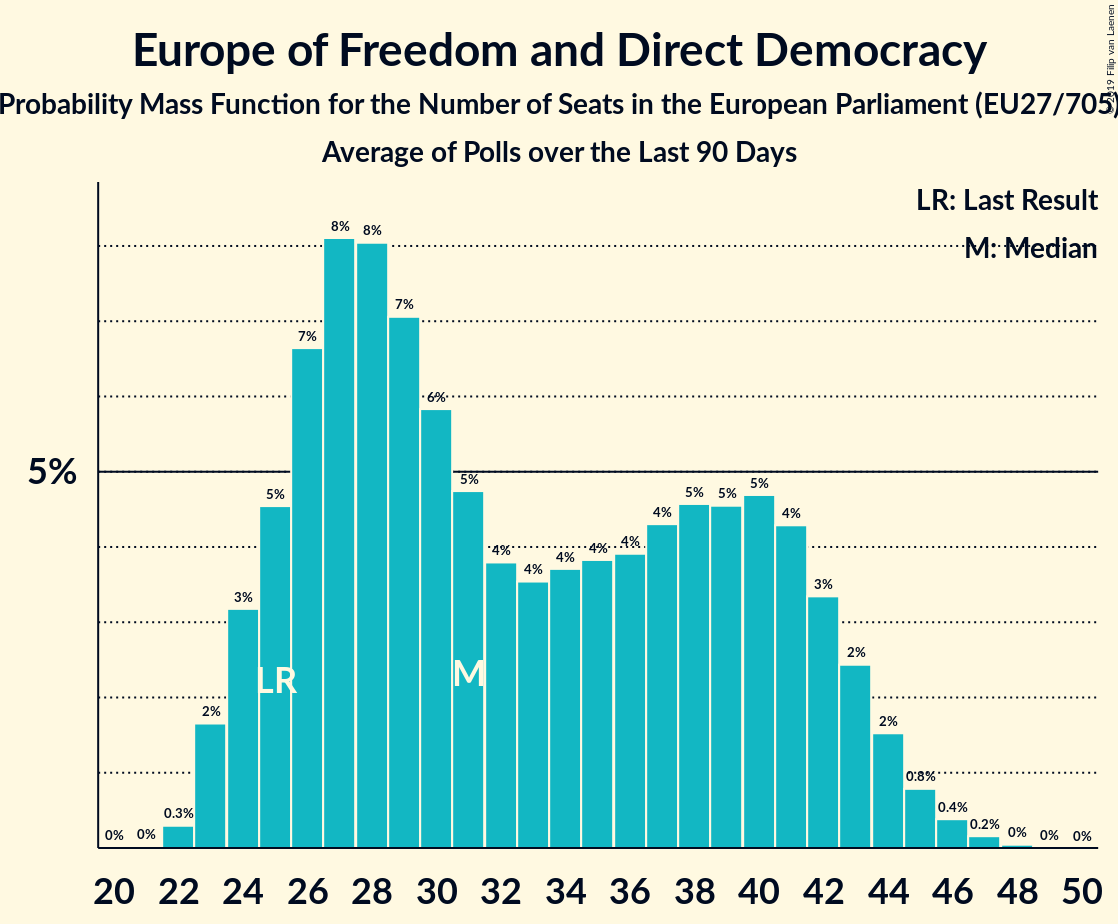 Europe of Freedom and Direct Democracy
Probability Mass Function for the Number of Seats in the European Parliament (EU27/705)
Average of Polls over the Last 90 Days
© 2019 Filip van Laenen
LR: Last Result
M: Median
5%
0% 0% 0.3% 2% 3% 5% 7% 8% 8% 7% 6% 5% 4% 4% 4% 4% 4% 4% 5% 5% 5% 4% 3% 2% 2% 0.8% 0.4% 0.2% 0% 0% 0%
LR M
20 22 24 26 28 30 32 34 36 38 40 42 44 46 48 50